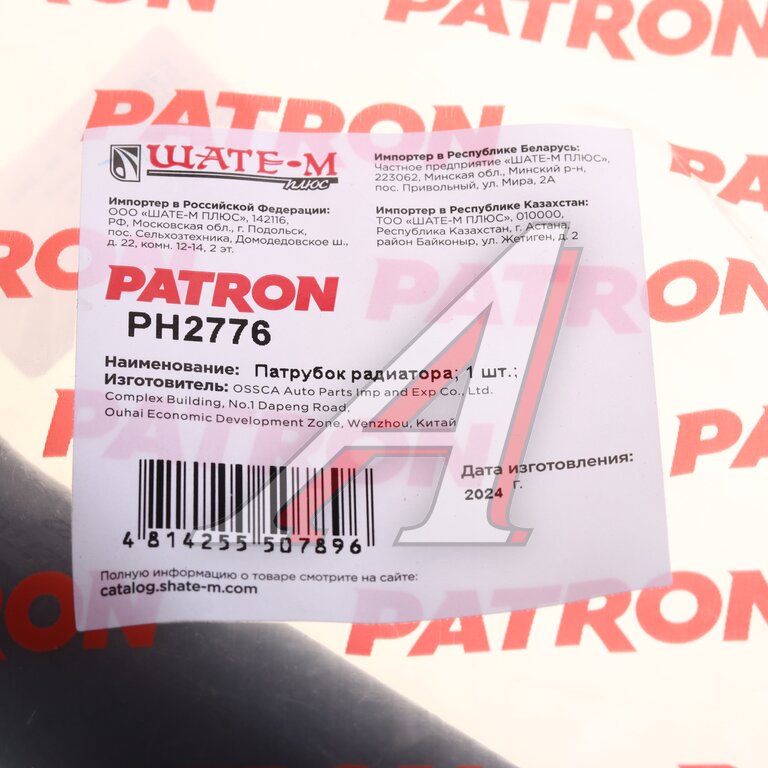 PATRON
PATRON
ШАТЕ-М
ПЛЮС
Импортер в Республике Беларусь:
Частное предприятие «ШАТЕ-М ПЛЮС»,
223062, Минская обл., Минский р-н,
пос. Привольный, ул. Мира, 2А
Импортер в Российской Федерации:
ООО «ШАТЕ-М ПЛЮС», 142116,
РФ, Московская обл., г. Подольск,
пос. Сельхозтехника, Домодедовское ш.,
д. 22, комн. 12-14, 2 эт.
Импортер в Республике Казахстан:
ТОО «ШАТЕ-М ПЛЮС», 010000,
Республика Казахстан, г. Астана,
район Байконыр, ул. Жетиген, д. 2
PATRON
PH2776
Наименование: Патрубок радиатора; 1 шт.;
Изготовитель: OSSCA Auto Parts Imp and Exp Co., Ltd.
Complex Building, No.1 Dapeng Road,
Ouhai Economic Development Zone, Wenzhou, Китай
Дата изготовления:
2024 г.
4 814255 507896
Полную информацию о товаре смотрите на сайте:
catalog.shate-m.com
PATRON
PATRON